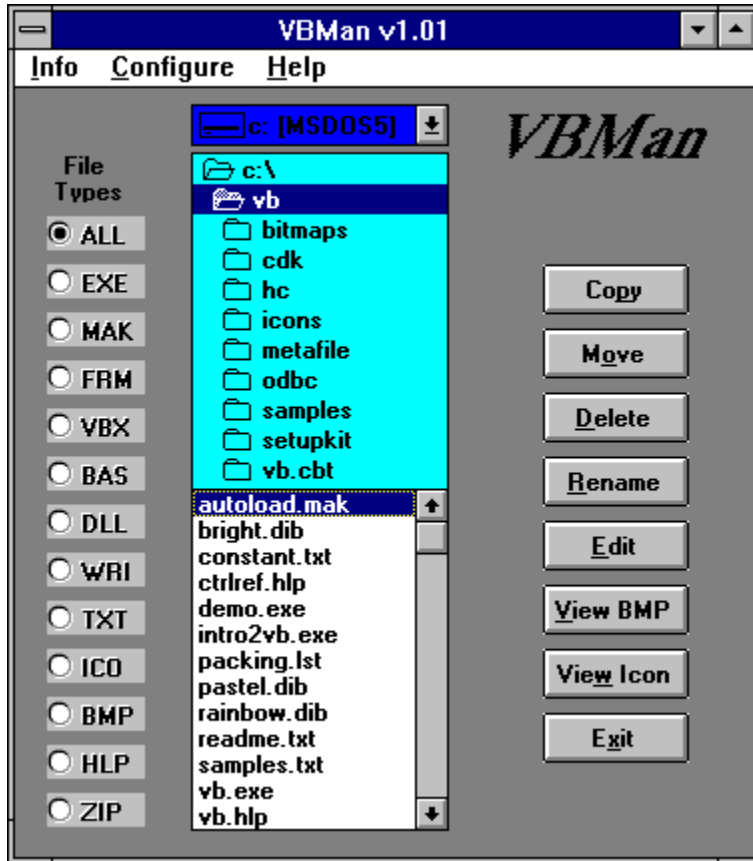 VBMan v1.01
Info Configure Help
c: [MSDOS5]
VBMan
File
Types
ALL
EXE
MAK
FRM
VBX
BAS
DLL
WRI
TXT
ICO
BMP
HLP
ZIP
c:\
vb
bitmaps
cdk
hc
icons
metafile
odbc
samples
setupkit
vb.cbt
autoload.mak
bright.dib
constant.txt
ctrlref.hlp
demo.exe
intro2vb.exe
packing.lst
pastel.dib
rainbow.dib
readme.txt
samples.txt
vb.exe
vb.hlp
Copy
Move
Delete
Rename
Edit
View BMP
View Icon
Exit